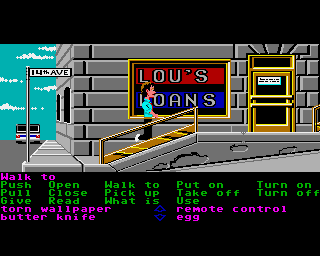 14TH AVE
LOU'S
LOANS
Walk to
Push Open Walk to Put on Turn on
Pull Close Pick up Take off Turn off
Give Read What is Use
torn wallpaper remote control
butter knife egg